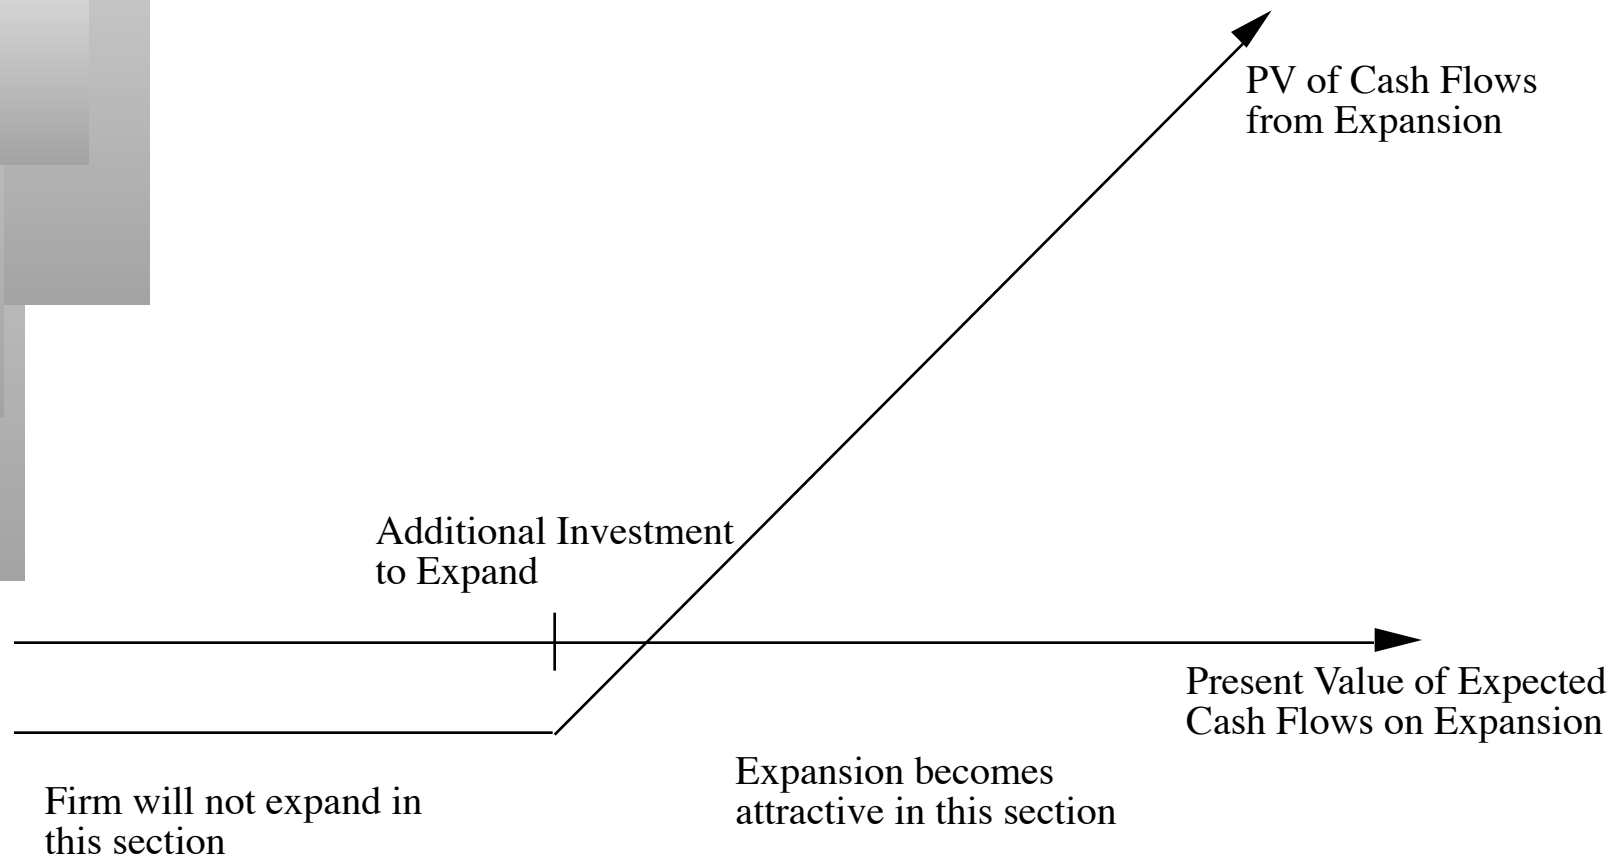 PV of Cash Flows
from Expansion
Additional Investment
to Expand
Present Value of Expected
Cash Flows on Expansion
Expansion becomes
attractive in this section
Firm will not expand in
this section